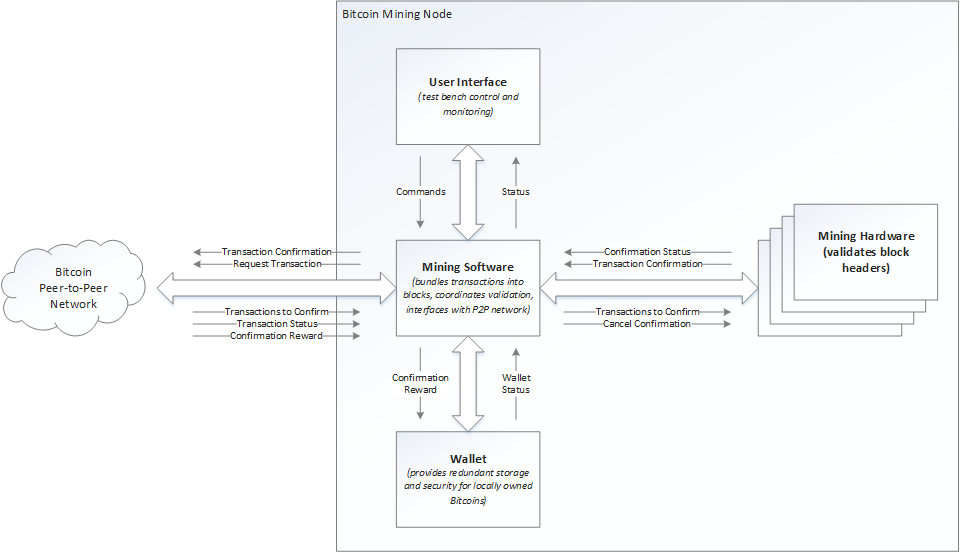 Bitcoin Mining Node
User Interface
(test bench control and
monitoring)
Commands
Status
Transaction Confirmation
Request Transaction
Confirmation Status
Transaction Confirmation
Mining Hardware
(validates block
headers)
Bitcoin
Peer-to-Peer
Network
Mining Software
(bundles transactions into
blocks, coordinates validation,
interfaces with P2P network)
Transactions to Confirm
Transaction Status
Confirmation Reward
Transactions to Confirm
Cancel Confirmation
Confirmation
Reward
Wallet
Status
Wallet
(provides redundant storage
and security for locally owned
Bitcoins)